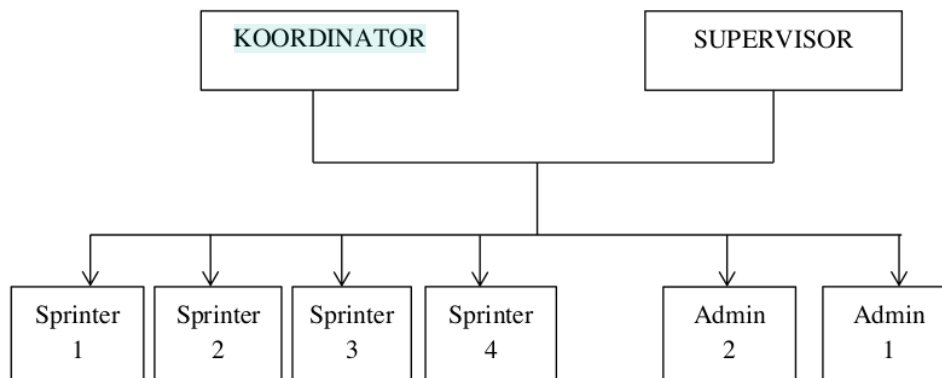 KOORDINATOR
SUPERVISOR
Sprinter
1
Sprinter
2
Sprinter
3
Sprinter
4
Admin
2
Admin
1